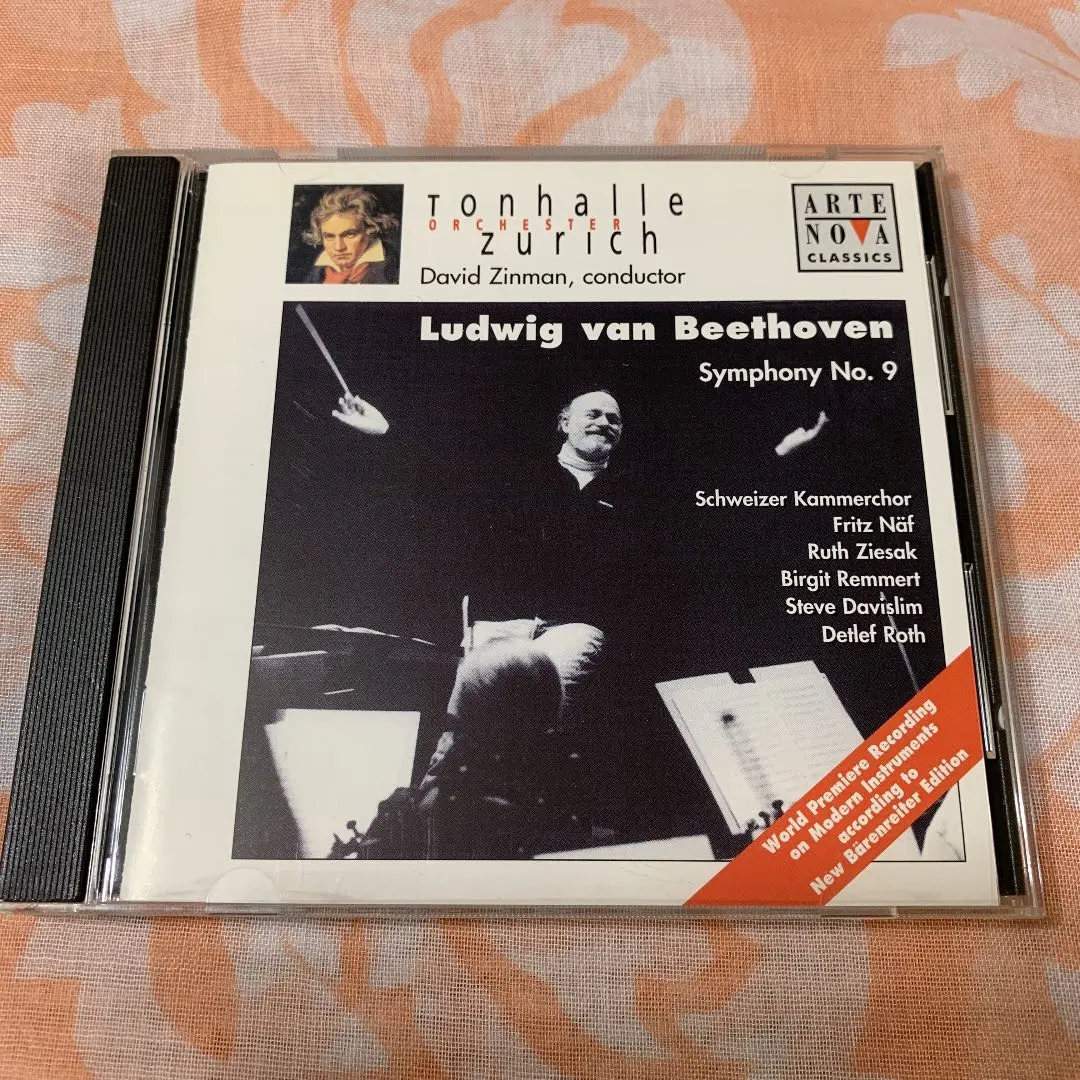 Tonhalle
ORCHESTER
zürich
David Zinman, conductor
ARTE
NOVA
CLASSICS
Ludwig van Beethoven
Symphony No. 9
Schweizer Kammerchor
Fritz Näf
Ruth Ziesak
Birgit Remmert
Steve Davislim
Detlef Roth
World Premiere Recording
on Modern Instruments
according to
New Bärenreiter Edition